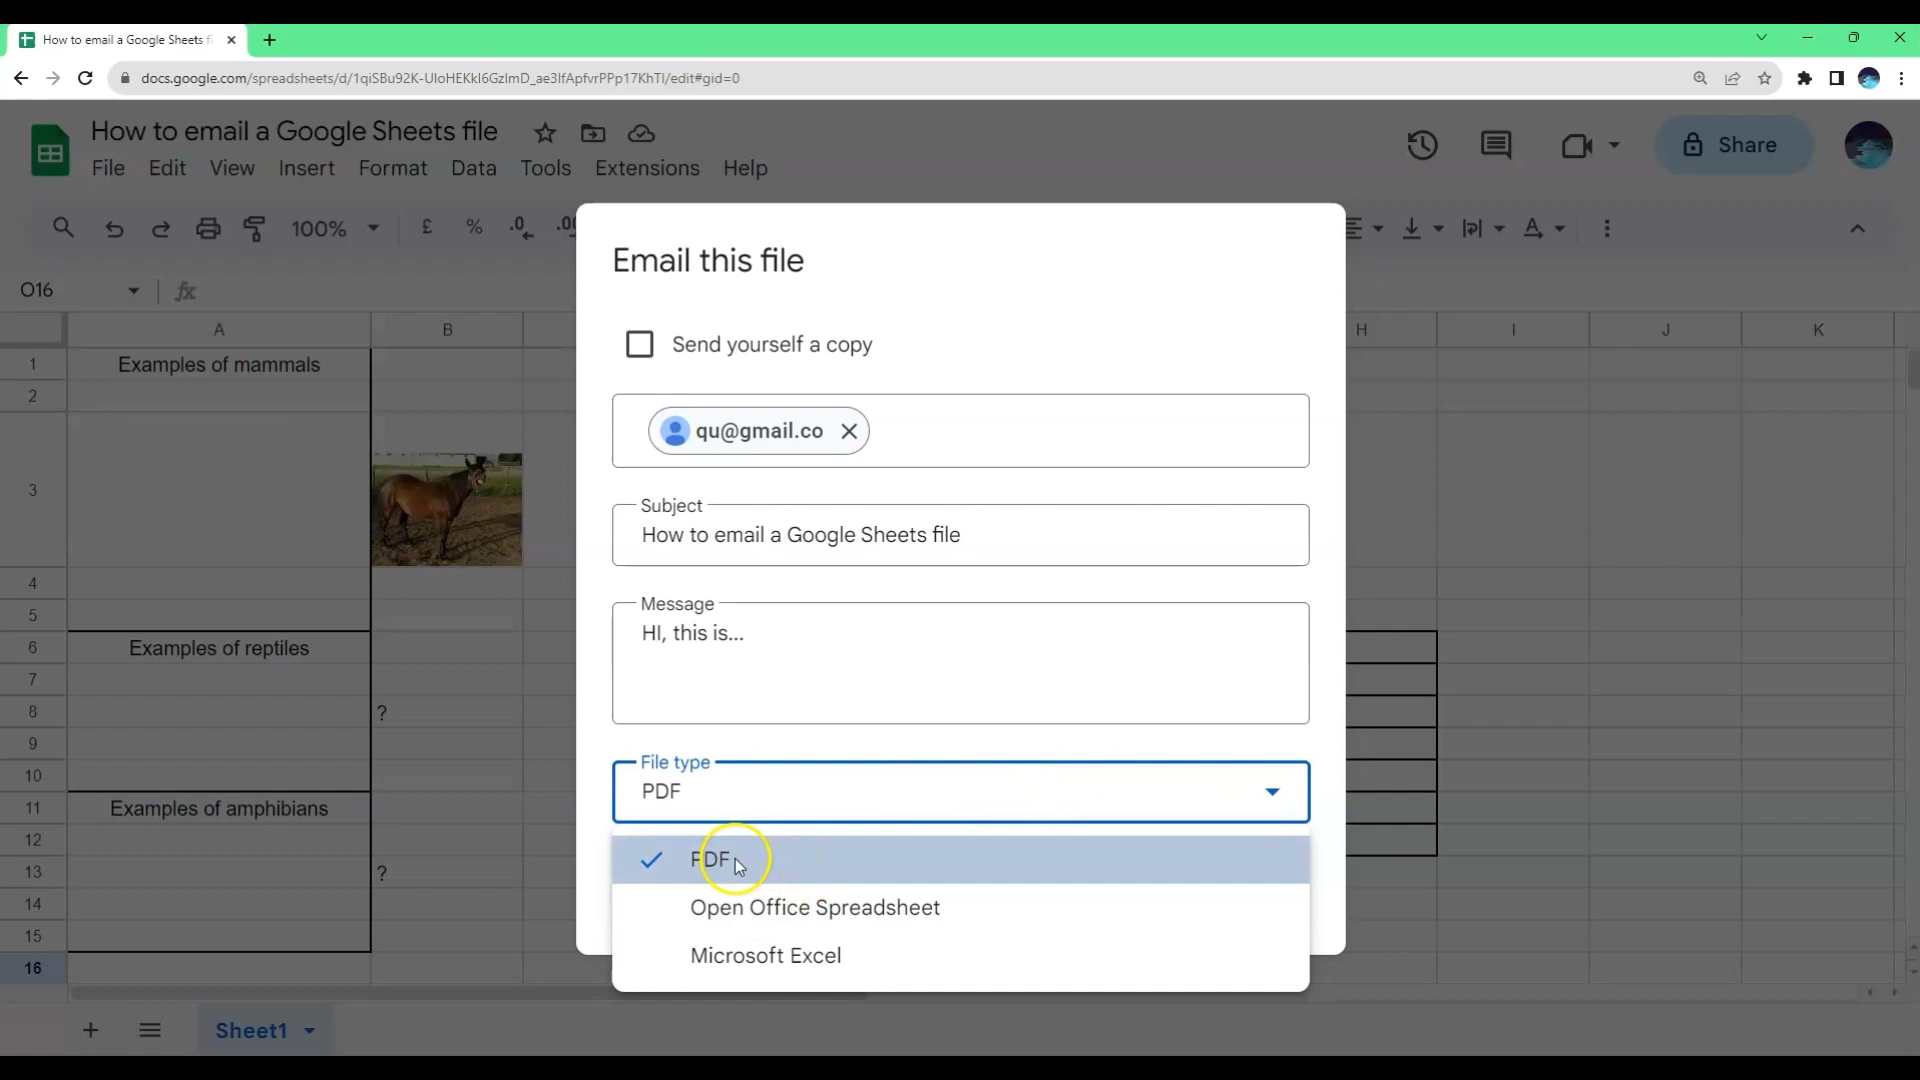 How to email a Google Sheets fi
docs.google.com/spreadsheets/d/1qiSBu92K-UIoHEKkI6GzlmD_ae3lfApfvrPPp17KhTI/edit#gid=0
How to email a Google Sheets file
File Edit View Insert Format Data Tools Extensions Help
Share
100% £ % .0 .00
O16 fx
A B H I J K
1 Examples of mammals
2
3
4
5
6 Examples of reptiles
7
8 ?
9
10
11 Examples of amphibians
12
13 ?
14
15
16
Email this file
Send yourself a copy
qu@gmail.co
Subject
How to email a Google Sheets file
Message
HI, this is...
File type
PDF
PDF
Open Office Spreadsheet
Microsoft Excel
Sheet1